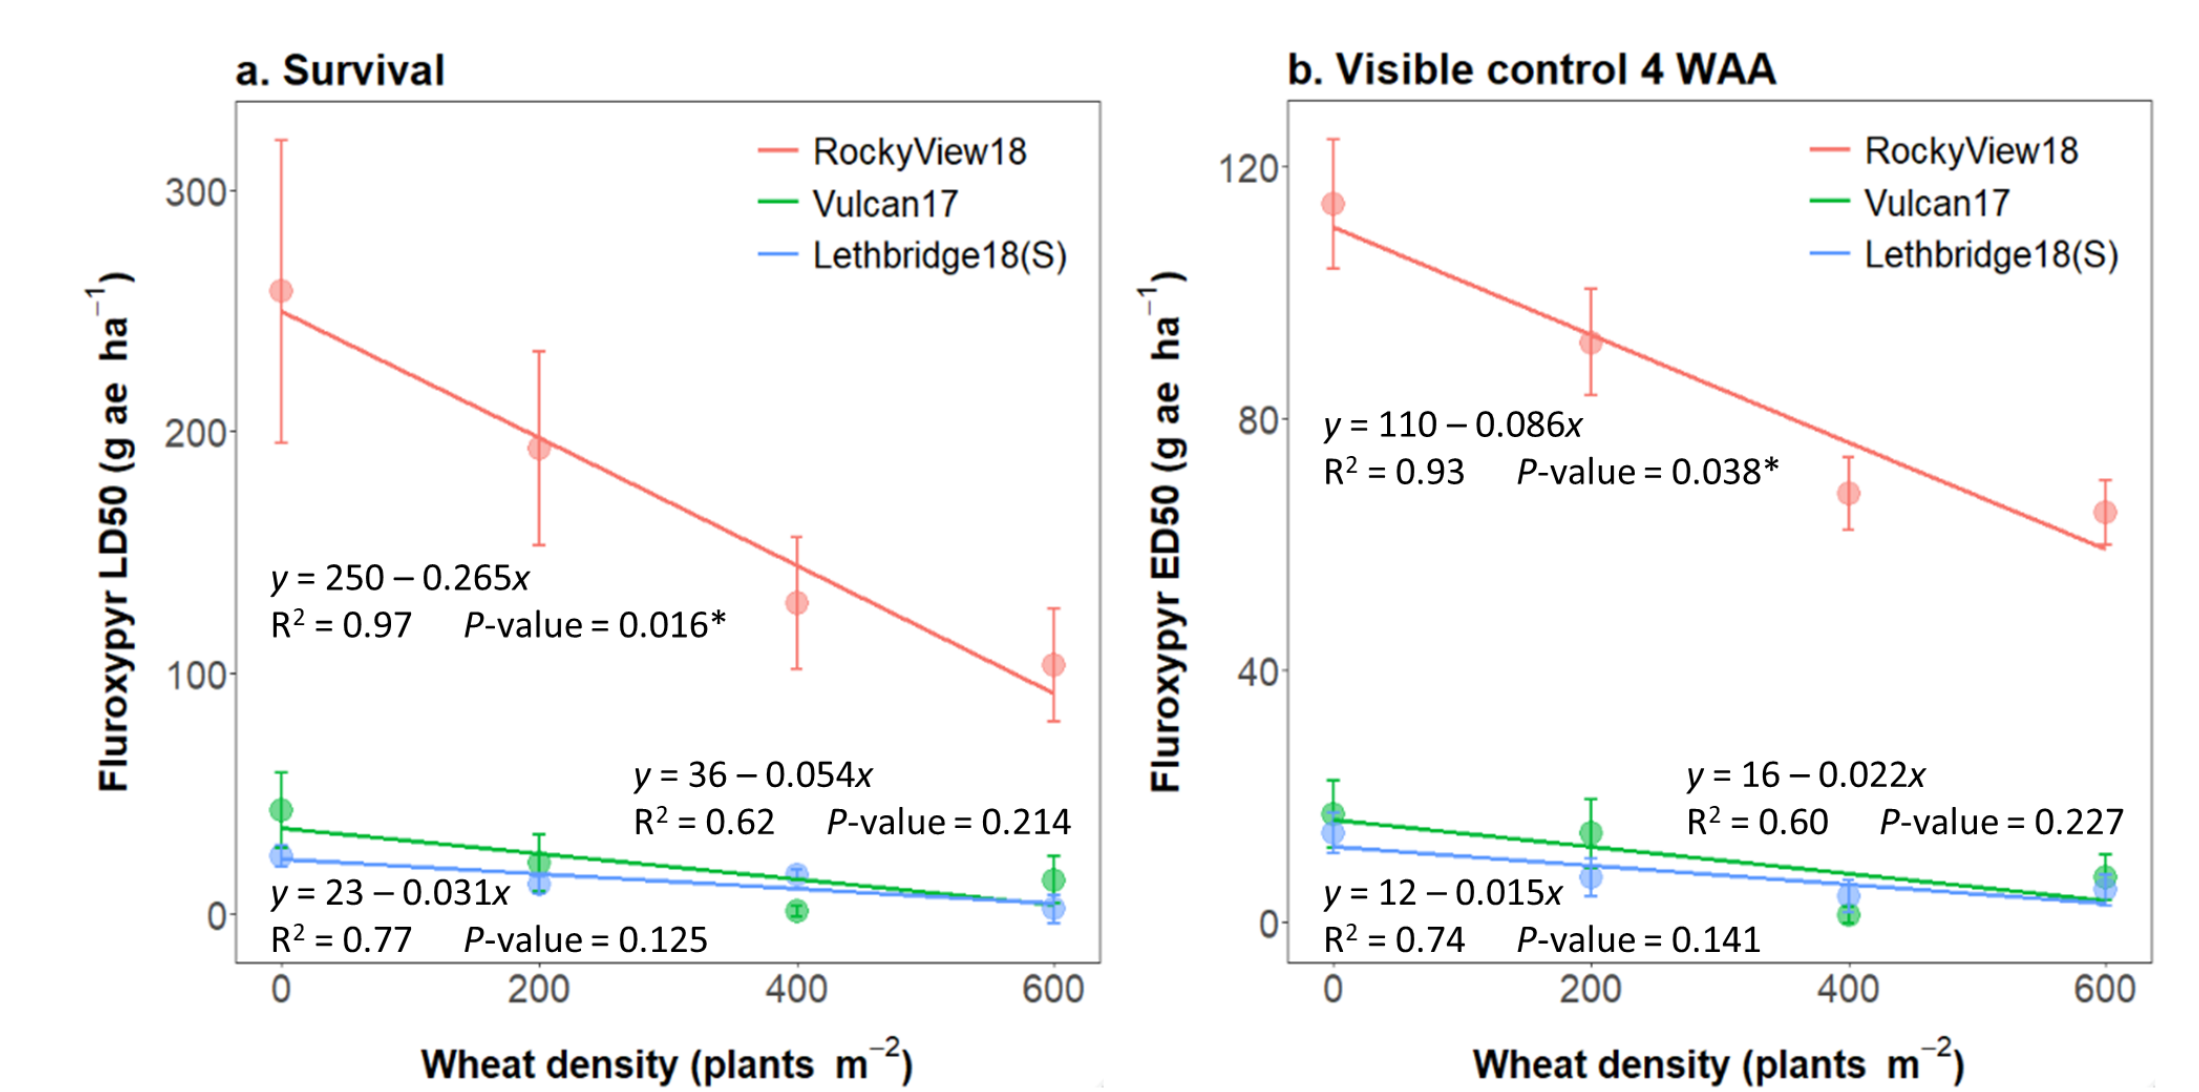 a. Survival
Fluroxypyr LD50 (g ae ha⁻¹)
300
200
100
0
RockyView18
Vulcan17
Lethbridge18(S)
y = 250 – 0.265x
R² = 0.97 P-value = 0.016*
y = 36 – 0.054x
R² = 0.62 P-value = 0.214
y = 23 – 0.031x
R² = 0.77 P-value = 0.125
0 200 400 600
Wheat density (plants m⁻²)
b. Visible control 4 WAA
Fluroxypyr ED50 (g ae ha⁻¹)
120
80
40
0
RockyView18
Vulcan17
Lethbridge18(S)
y = 110 – 0.086x
R² = 0.93 P-value = 0.038*
y = 16 – 0.022x
R² = 0.60 P-value = 0.227
y = 12 – 0.015x
R² = 0.74 P-value = 0.141
0 200 400 600
Wheat density (plants m⁻²)